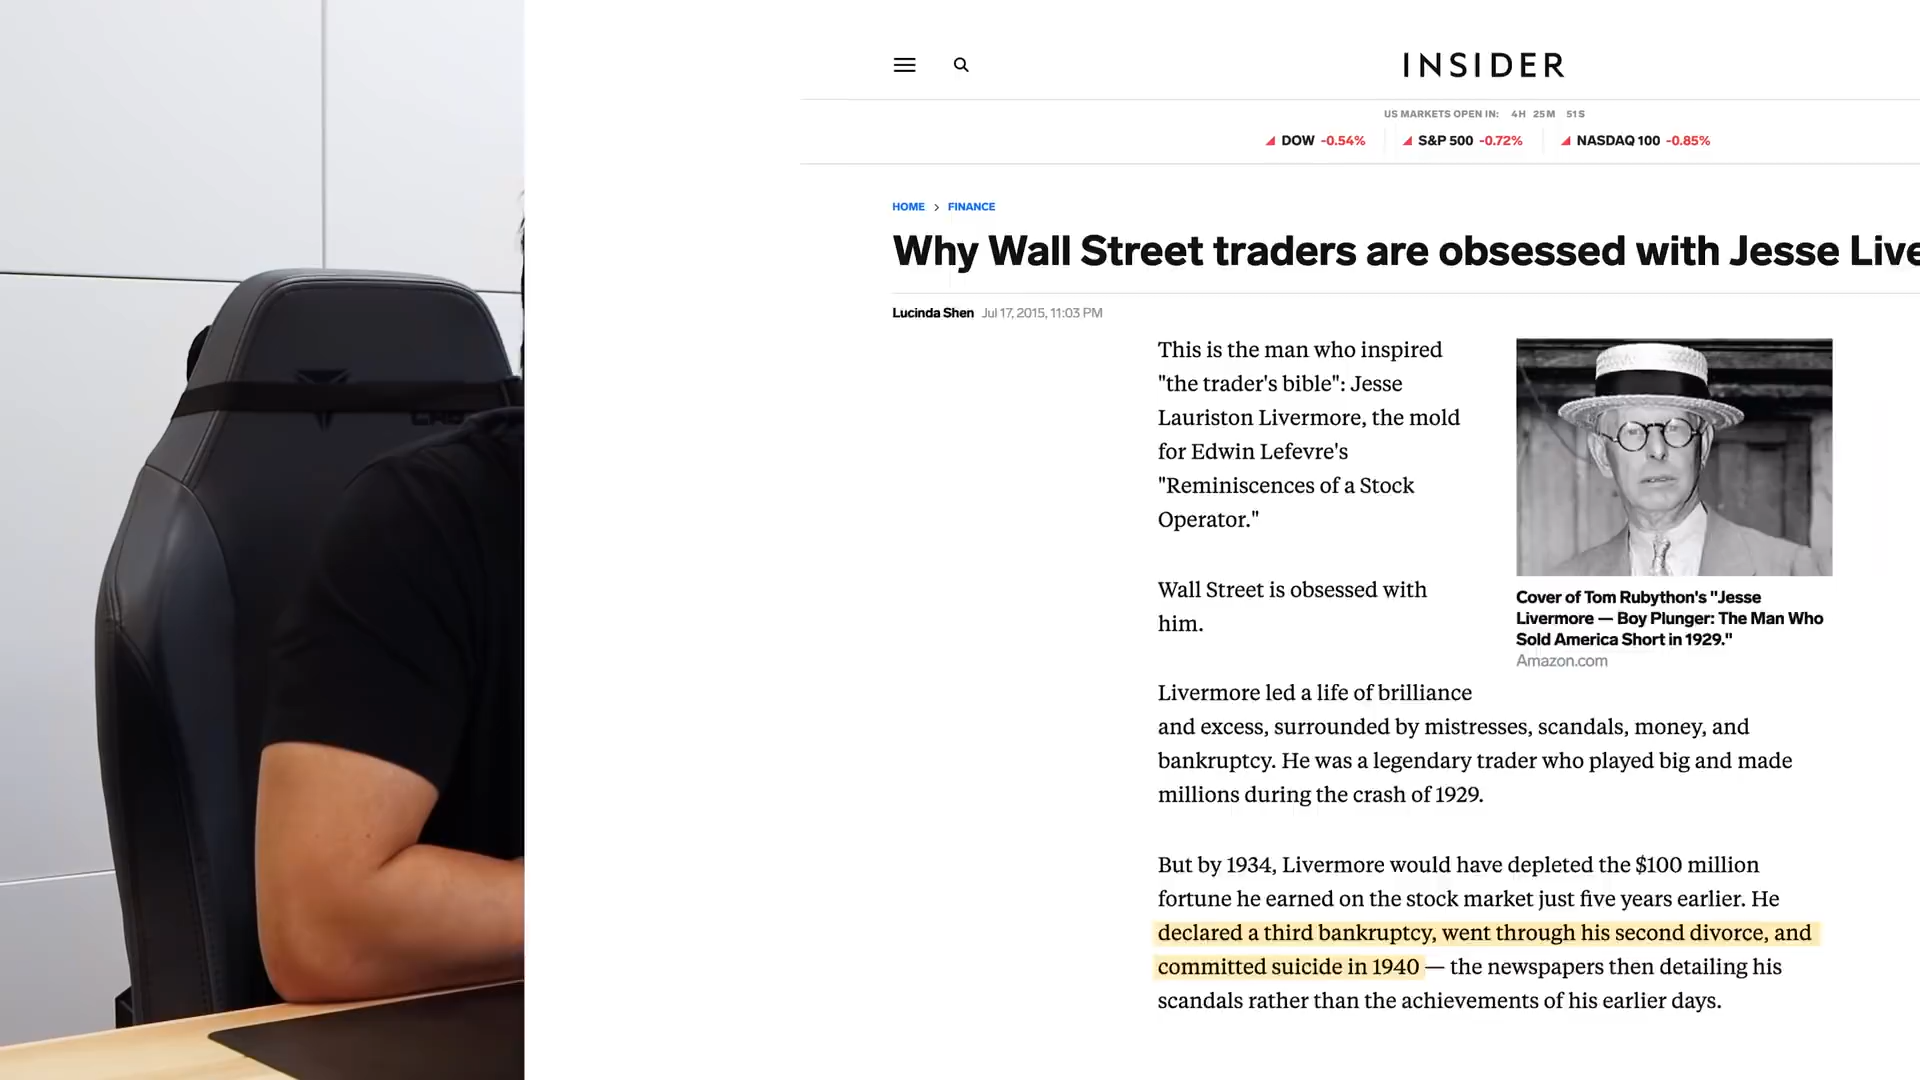 INSIDER
US MARKETS OPEN IN: 4H 25M 51S
DOW -0.54% S&P 500 -0.72% NASDAQ 100 -0.85%
HOME > FINANCE
Why Wall Street traders are obsessed with Jesse Live
Lucinda Shen Jul 17, 2015, 11:03 PM
This is the man who inspired
"the trader's bible": Jesse
Lauriston Livermore, the mold
for Edwin Lefevre's
"Reminiscences of a Stock
Operator."
Wall Street is obsessed with
him.
Cover of Tom Rubython's "Jesse
Livermore — Boy Plunger: The Man Who
Sold America Short in 1929."
Amazon.com
Livermore led a life of brilliance
and excess, surrounded by mistresses, scandals, money, and
bankruptcy. He was a legendary trader who played big and made
millions during the crash of 1929.
But by 1934, Livermore would have depleted the $100 million
fortune he earned on the stock market just five years earlier. He
declared a third bankruptcy, went through his second divorce, and
committed suicide in 1940 — the newspapers then detailing his
scandals rather than the achievements of his earlier days.